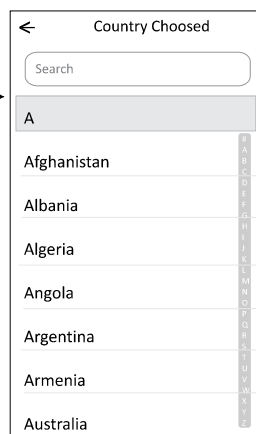 Country Choosed
Search
A
Afghanistan
Albania
Algeria
Angola
Argentina
Armenia
Australia
#
A
B
C
D
E
F
G
H
I
J
K
L
M
N
O
P
Q
R
S
T
U
V
W
X
Y
Z